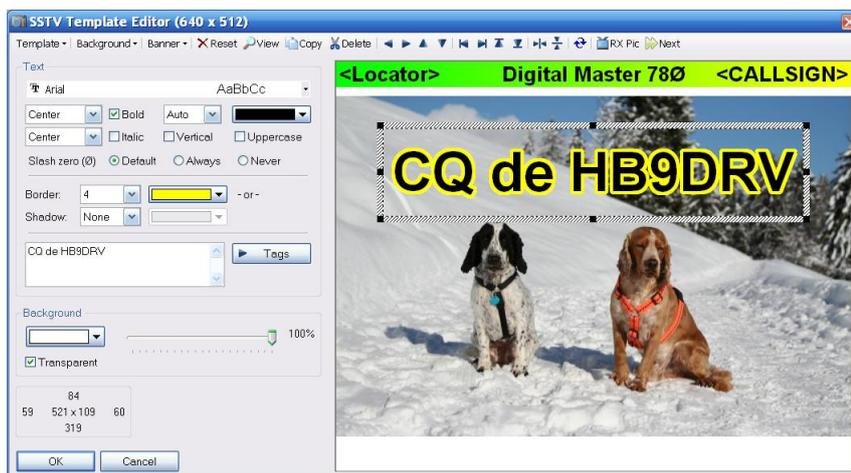 SSTV Template Editor (640 x 512)
Template Background Banner Reset View Copy Delete RX Pic Next
Text
Arial AaBbCc
Center Bold Auto
Center Italic Vertical Uppercase
Slash zero (Ø) Default Always Never
Border: 4 - or -
Shadow: None
CQ de HB9DRV
Tags
Background
100%
Transparent
84
59 521 x 109 60
319
OK Cancel
<Locator> Digital Master 78Ø <CALLSIGN>
CQ de HB9DRV